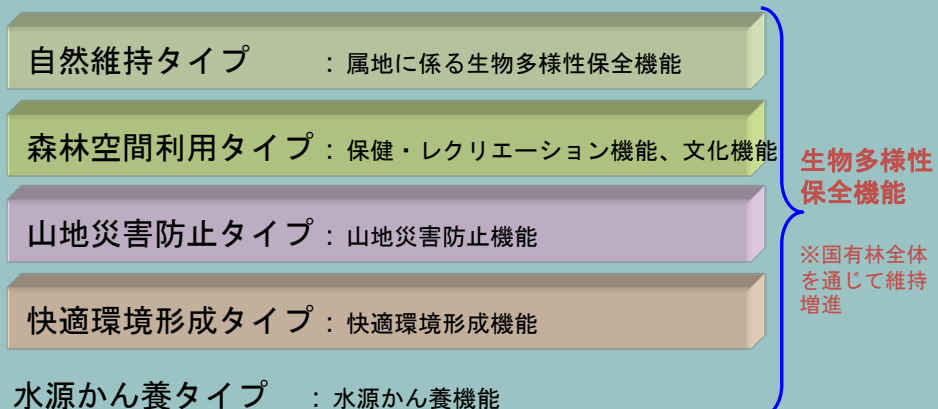 自然維持タイプ ：属地に係る生物多様性保全機能
森林空間利用タイプ：保健・レクリエーション機能、文化機能
山地災害防止タイプ：山地災害防止機能
快適環境形成タイプ：快適環境形成機能
水源かん養タイプ ：水源かん養機能
生物多様性
保全機能
※国有林全体
を通じて維持
増進